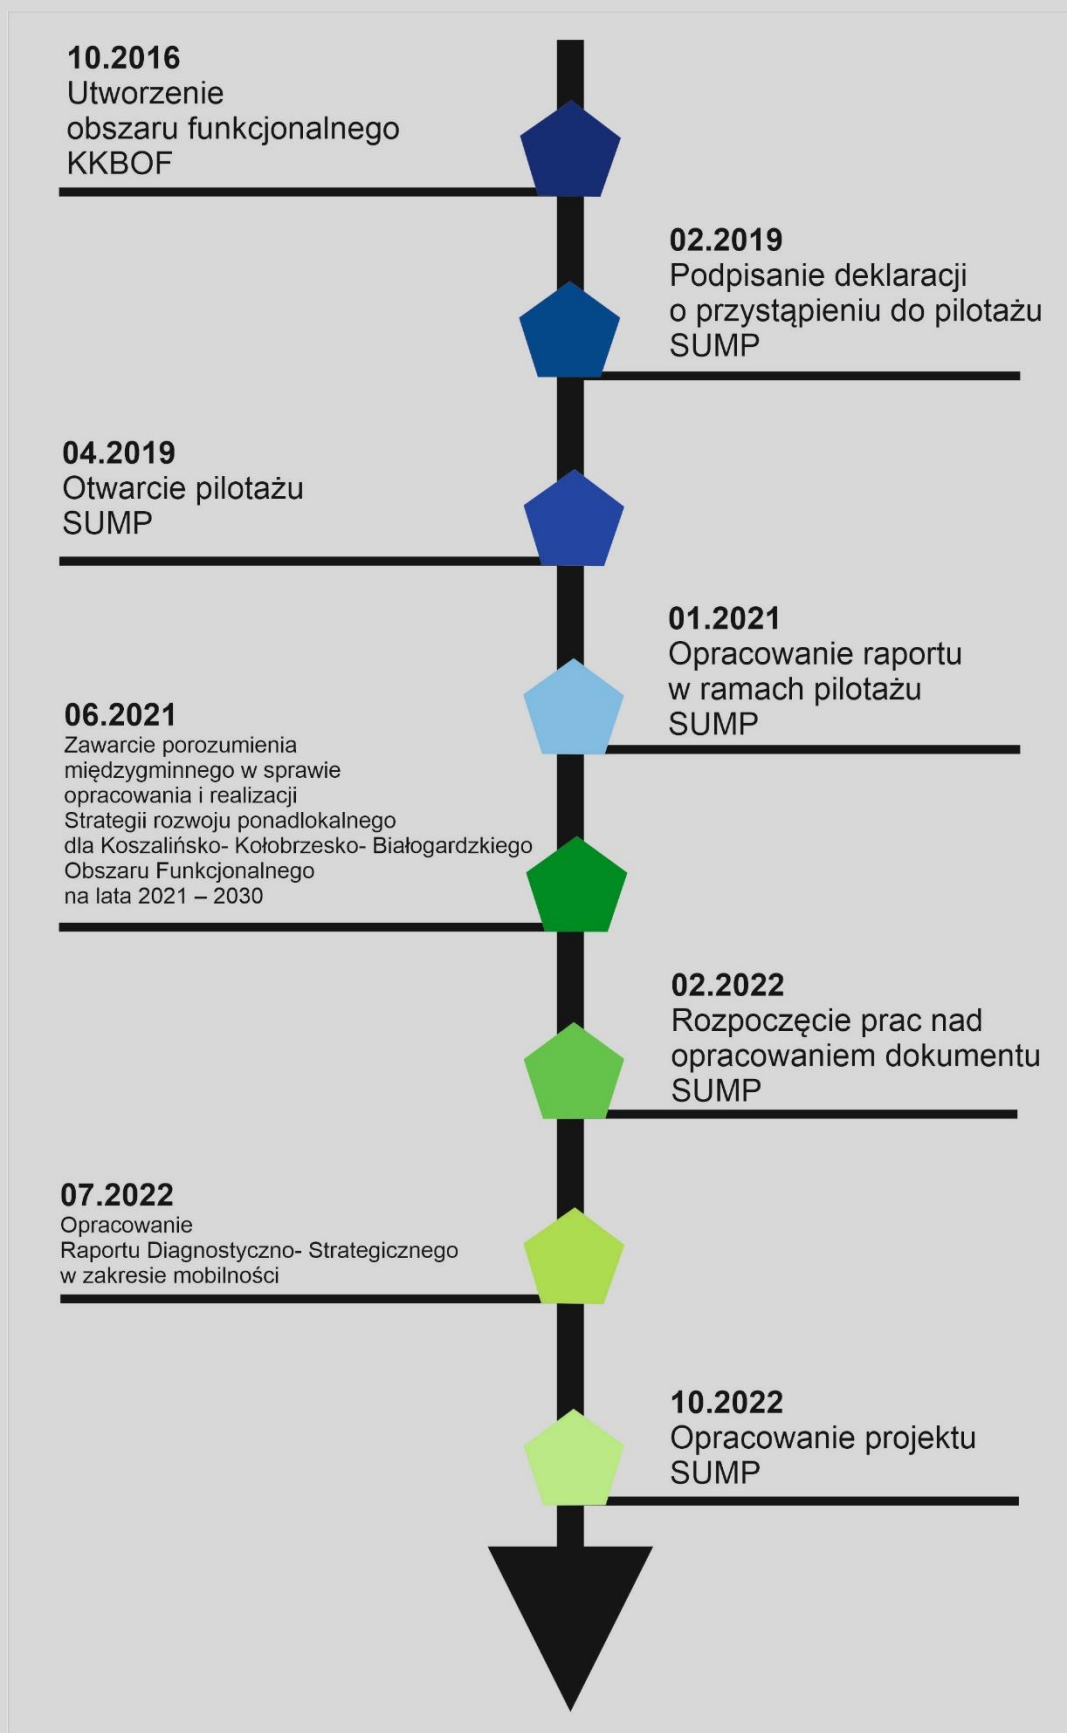 10.2016
Utworzenie
obszaru funkcjonalnego
KKBOF
02.2019
Podpisanie deklaracji
o przystąpieniu do pilotażu
SUMP
04.2019
Otwarcie pilotażu
SUMP
01.2021
Opracowanie raportu
w ramach pilotażu
SUMP
06.2021
Zawarcie porozumienia
międzygminnego w sprawie
opracowania i realizacji
Strategii rozwoju ponadlokalnego
dla Koszalińsko- Kołobrzesko- Białogardzkiego
Obszaru Funkcjonalnego
na lata 2021 – 2030
02.2022
Rozpoczęcie prac nad
opracowaniem dokumentu
SUMP
07.2022
Opracowanie
Raportu Diagnostyczno- Strategicznego
w zakresie mobilności
10.2022
Opracowanie projektu
SUMP